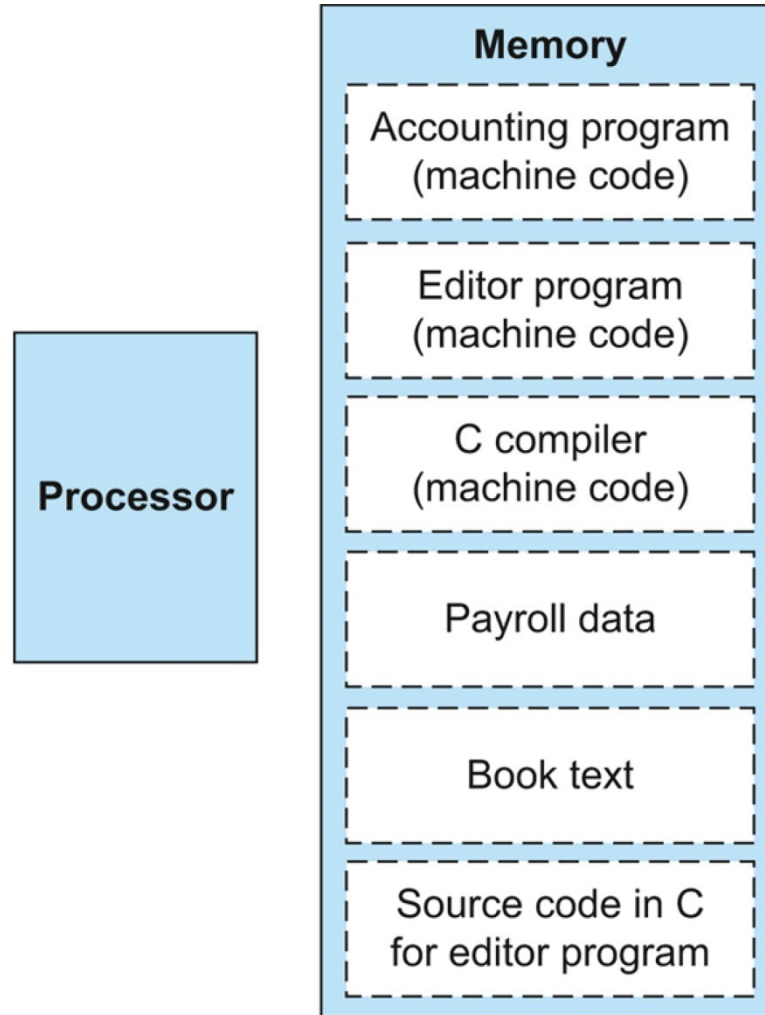 Memory
Accounting program
(machine code)
Editor program
(machine code)
C compiler
(machine code)
Processor
Payroll data
Book text
Source code in C
for editor program